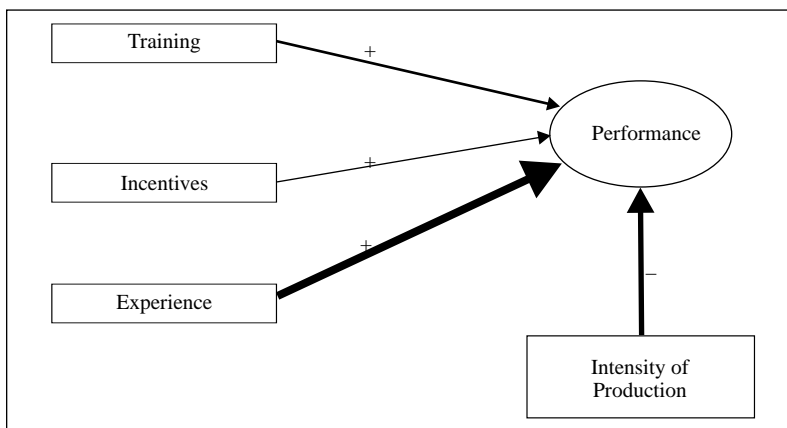 Training
+
Performance
+
Incentives
+
Experience
−
Intensity of
Production